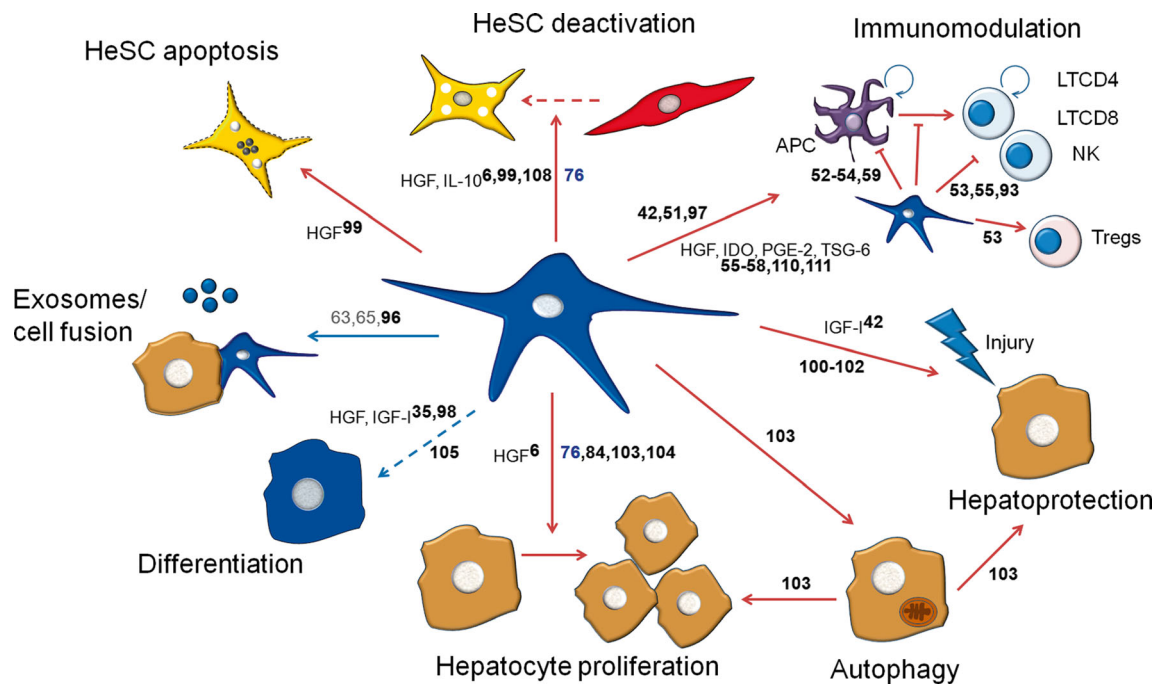 HeSC apoptosis
HeSC deactivation
Immunomodulation
LTCD4
LTCD8
NK
APC
52-54,59
53,55,93
53
Tregs
HGF, IL-10 6,99,108
76
42,51,97
HGF, IDO, PGE-2, TSG-6
55-58,110,111
HGF99
Exosomes/
cell fusion
63,65,96
IGF-I42
100-102
Injury
Hepatoprotection
HGF, IGF-I35,98
105
Differentiation
HGF6
76,84,103,104
103
103
103
Hepatocyte proliferation
Autophagy